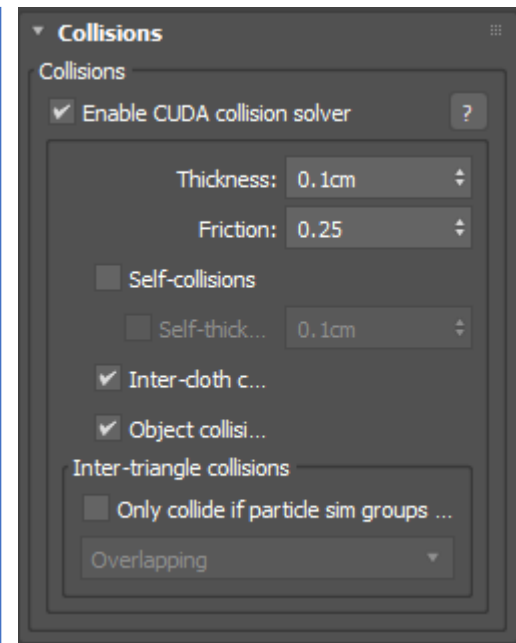 Collisions
Collisions
Enable CUDA collision solver ?
Thickness: 0.1cm
Friction: 0.25
Self-collisions
Self-thick... 0.1cm
Inter-cloth c...
Object collisi...
Inter-triangle collisions
Only collide if particle sim groups ...
Overlapping